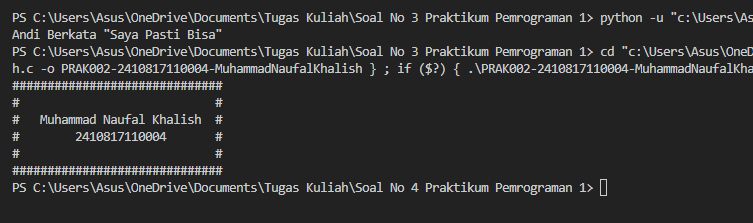 PS C:\Users\Asus\OneDrive\Documents\Tugas Kuliah\Soal No 3 Praktikum Pemrograman 1> python -u "c:\Users\As
Andi Berkata "Saya Pasti Bisa"
PS C:\Users\Asus\OneDrive\Documents\Tugas Kuliah\Soal No 3 Praktikum Pemrograman 1> cd "c:\Users\Asus\OneD
h.c -o PRAK002-2410817110004-MuhammadNaufalKhalish } ; if ($?) { .\PRAK002-2410817110004-MuhammadNaufalKha
##############################
#                            #
#   Muhammad Naufal Khalish  #
#        2410817110004       #
#                            #
##############################
PS C:\Users\Asus\OneDrive\Documents\Tugas Kuliah\Soal No 4 Praktikum Pemrograman 1>